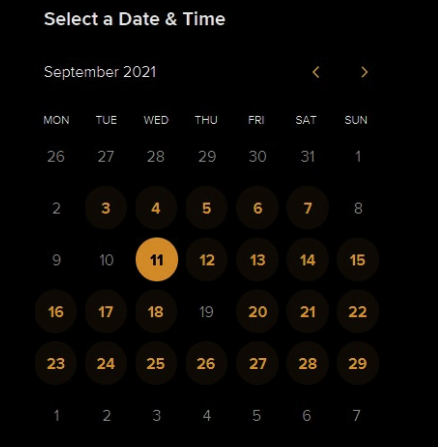 Select a Date & Time
September 2021
MON TUE WED THU FRI SAT SUN
26 27 28 29 30 31 1
2 3 4 5 6 7 8
9 10 11 12 13 14 15
16 17 18 19 20 21 22
23 24 25 26 27 28 29
1 2 3 4 5 6 7